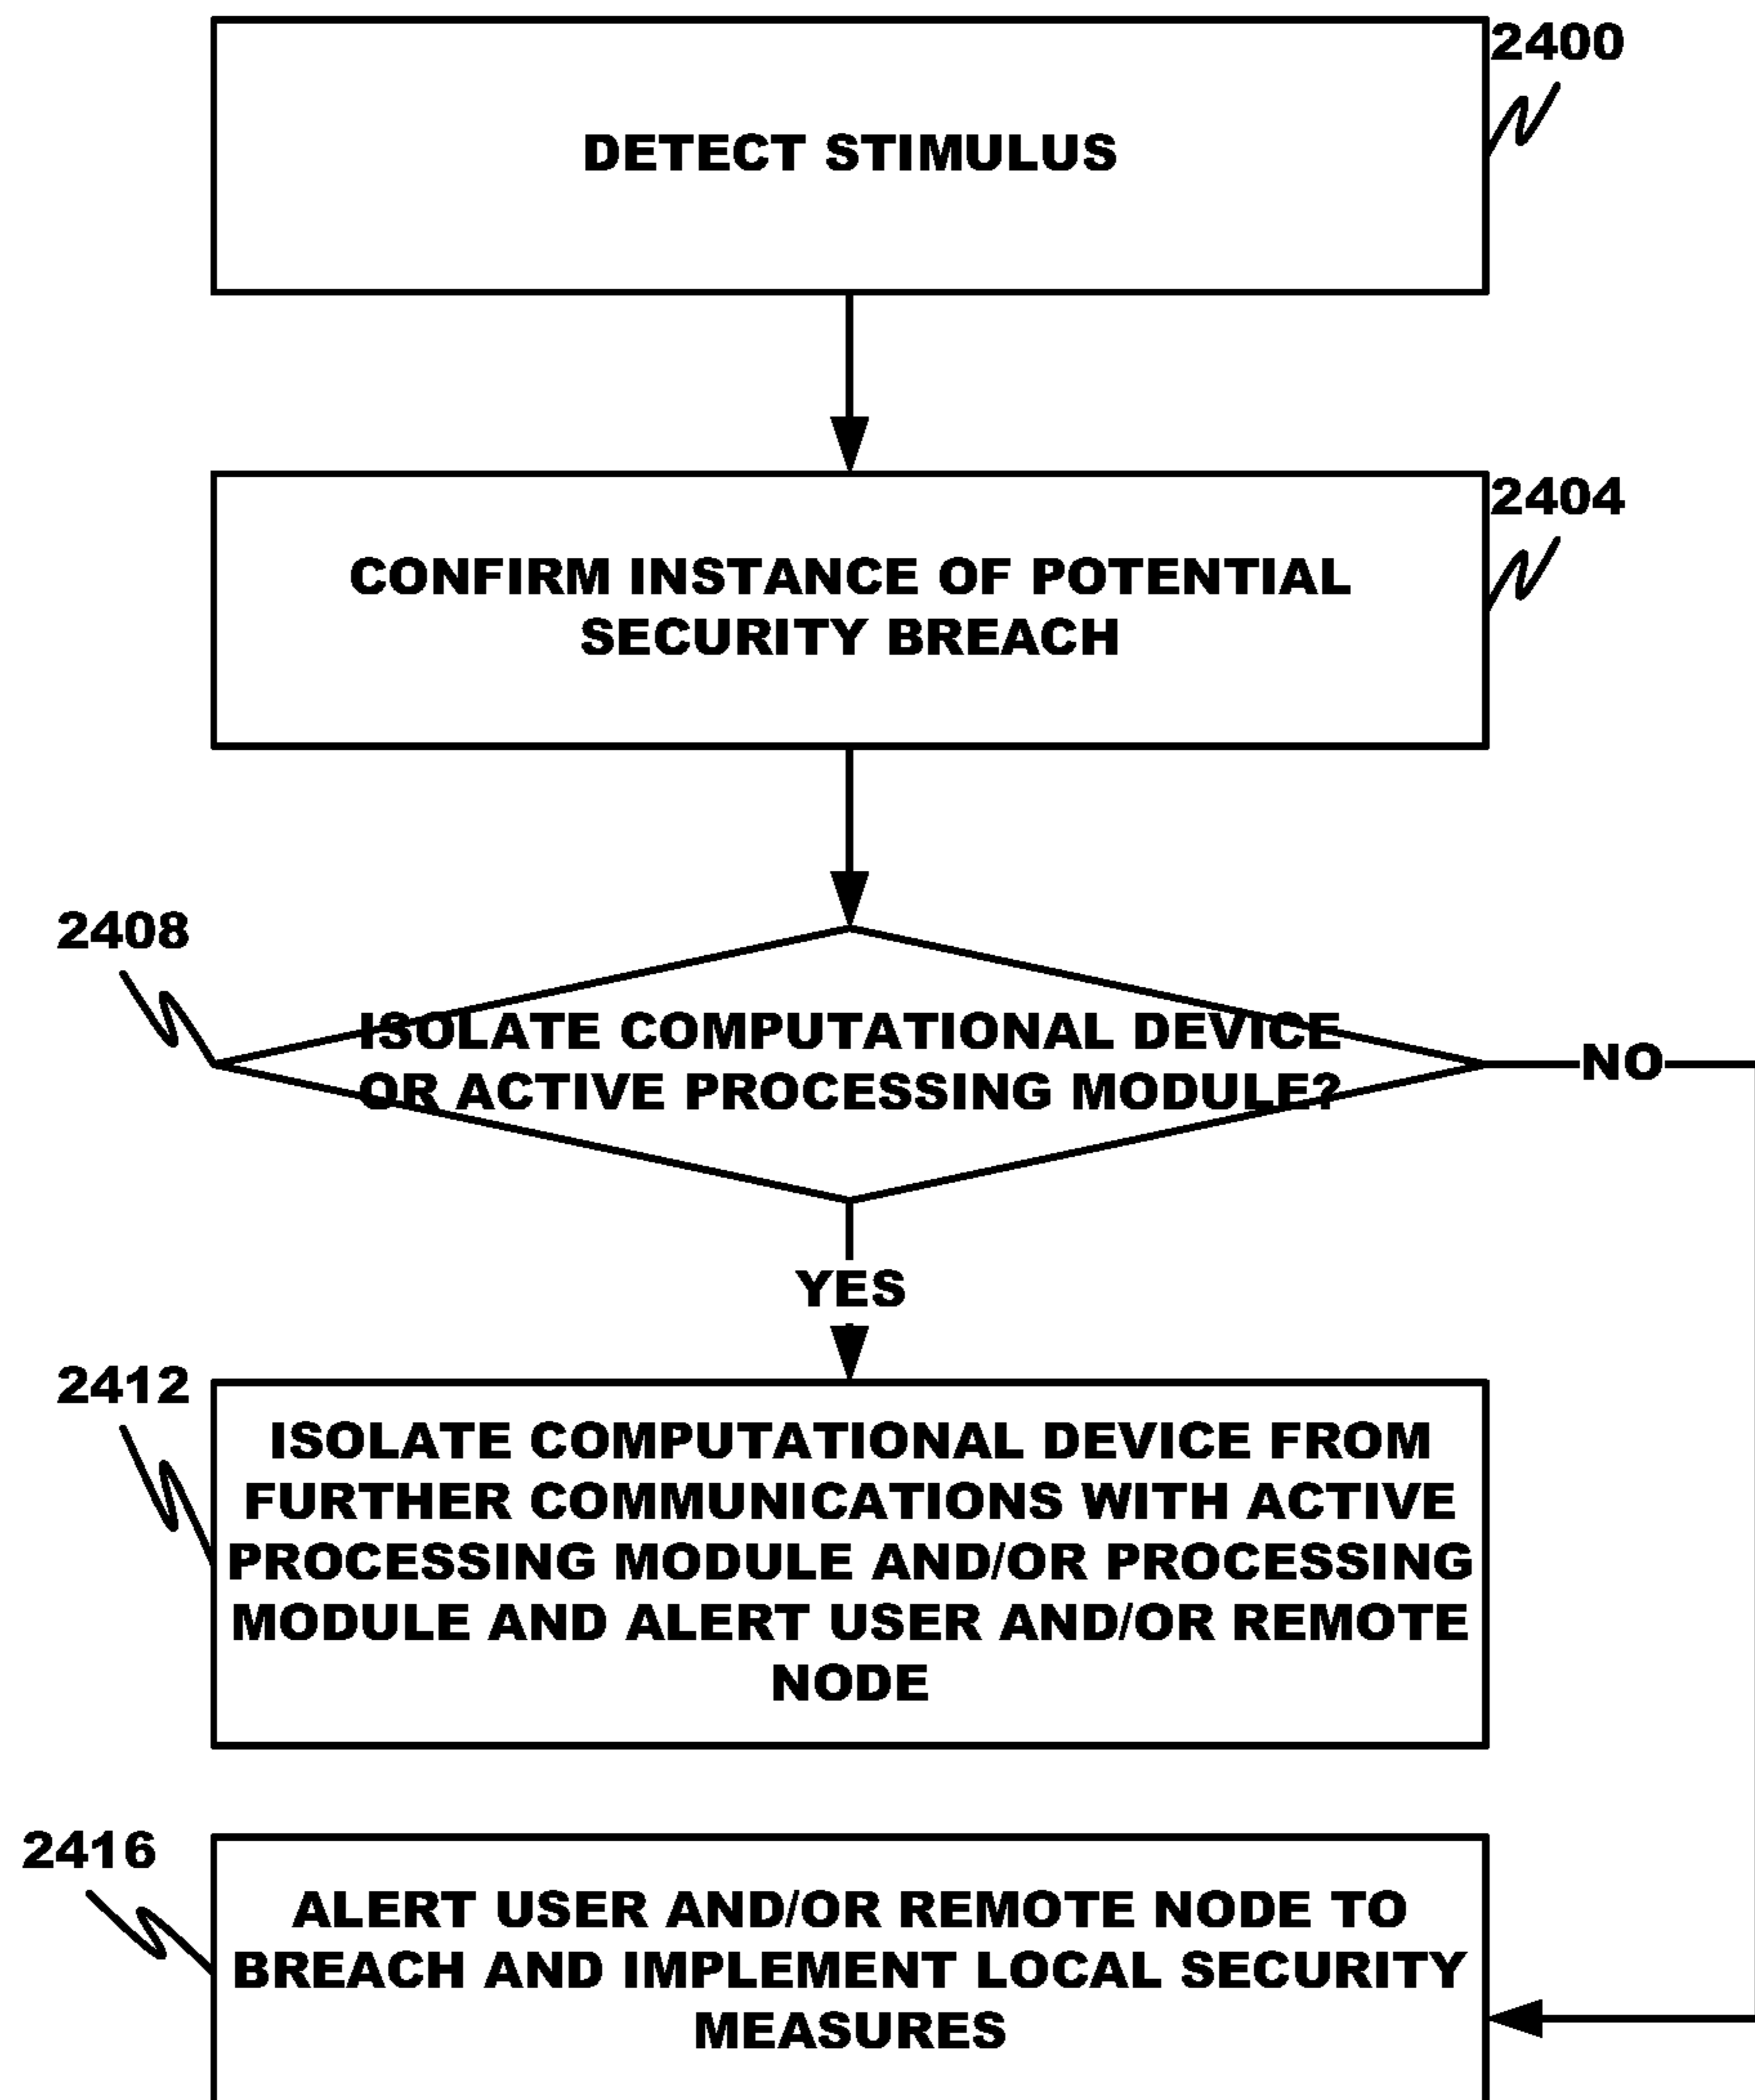 2400
DETECT STIMULUS
2404
CONFIRM INSTANCE OF POTENTIAL
SECURITY BREACH
2408
ISOLATE COMPUTATIONAL DEVICE
OR ACTIVE PROCESSING MODULE?
NO
YES
2412
ISOLATE COMPUTATIONAL DEVICE FROM
FURTHER COMMUNICATIONS WITH ACTIVE
PROCESSING MODULE AND/OR PROCESSING
MODULE AND ALERT USER AND/OR REMOTE
NODE
2416
ALERT USER AND/OR REMOTE NODE TO
BREACH AND IMPLEMENT LOCAL SECURITY
MEASURES